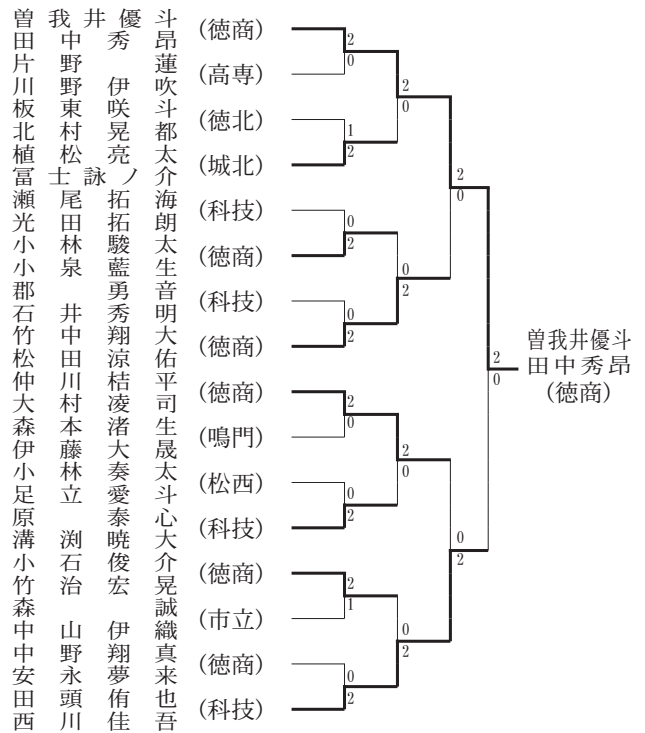 曽我井優斗
田中秀昂 (徳商)
片野蓮
川野伊吹 (高専)
板東咲斗
北村晃都 (徳北)
植松亮太
冨士詠ノ介 (城北)
瀬尾拓海
光田拓朗 (科技)
小林駿太
小泉藍生 (徳商)
郡勇音
石井秀明 (科技)
竹中翔大
松田涼佑 (徳商)
仲川桔平
大村凌司 (徳商)
森本渚生
伊藤大晟 (鳴門)
小林奏太
足立愛斗 (松西)
原泰心
溝渕暁大 (科技)
小石俊介
竹治宏晃 (徳商)
森誠
中山伊織 (市立)
中野翔真
安永夢来 (徳商)
田頭侑也
西川佳吾 (科技)
2
0
1
2
0
2
0
2
2
0
0
2
2
1
0
2
2
0
0
2
2
0
0
2
2
0
0
2
2
0
曽我井優斗
田中秀昂
(徳商)